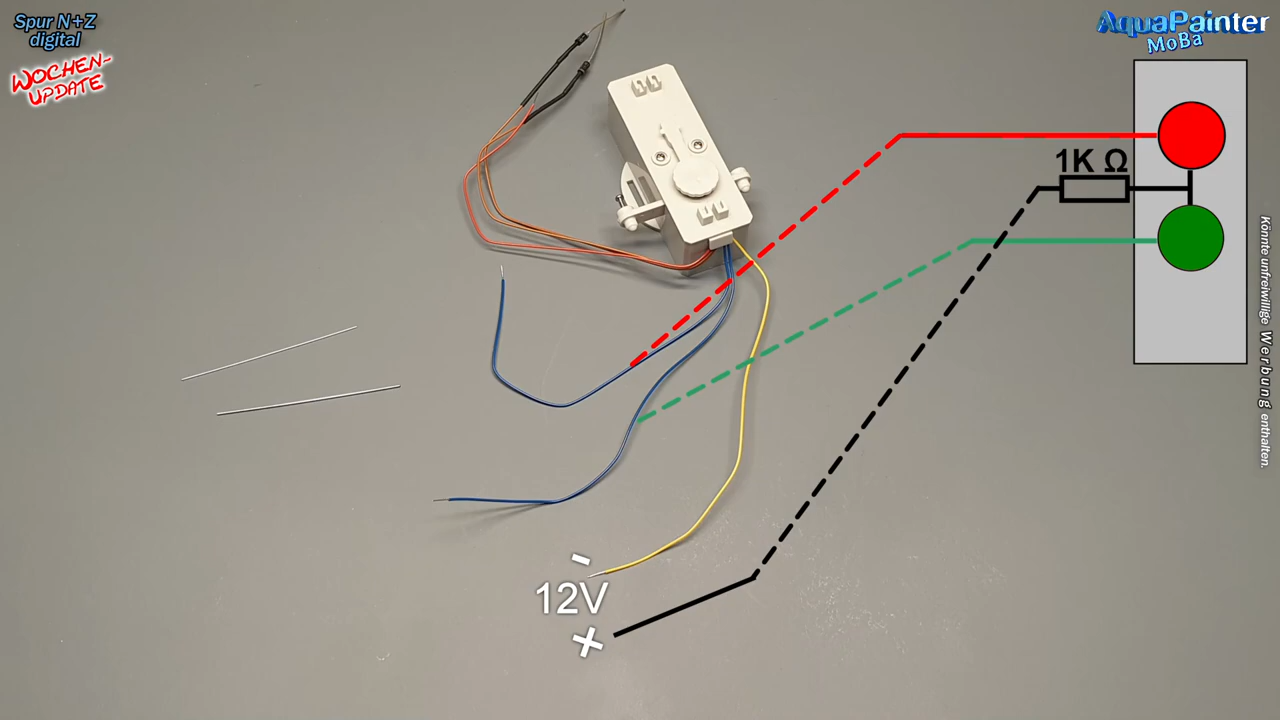 Spur N+Z
digital
WOCHEN-
UPDATE
AquaPainter
MoBa
1K Ω
Könnte unfreiwillige Werbung enthalten.
-
12V
+